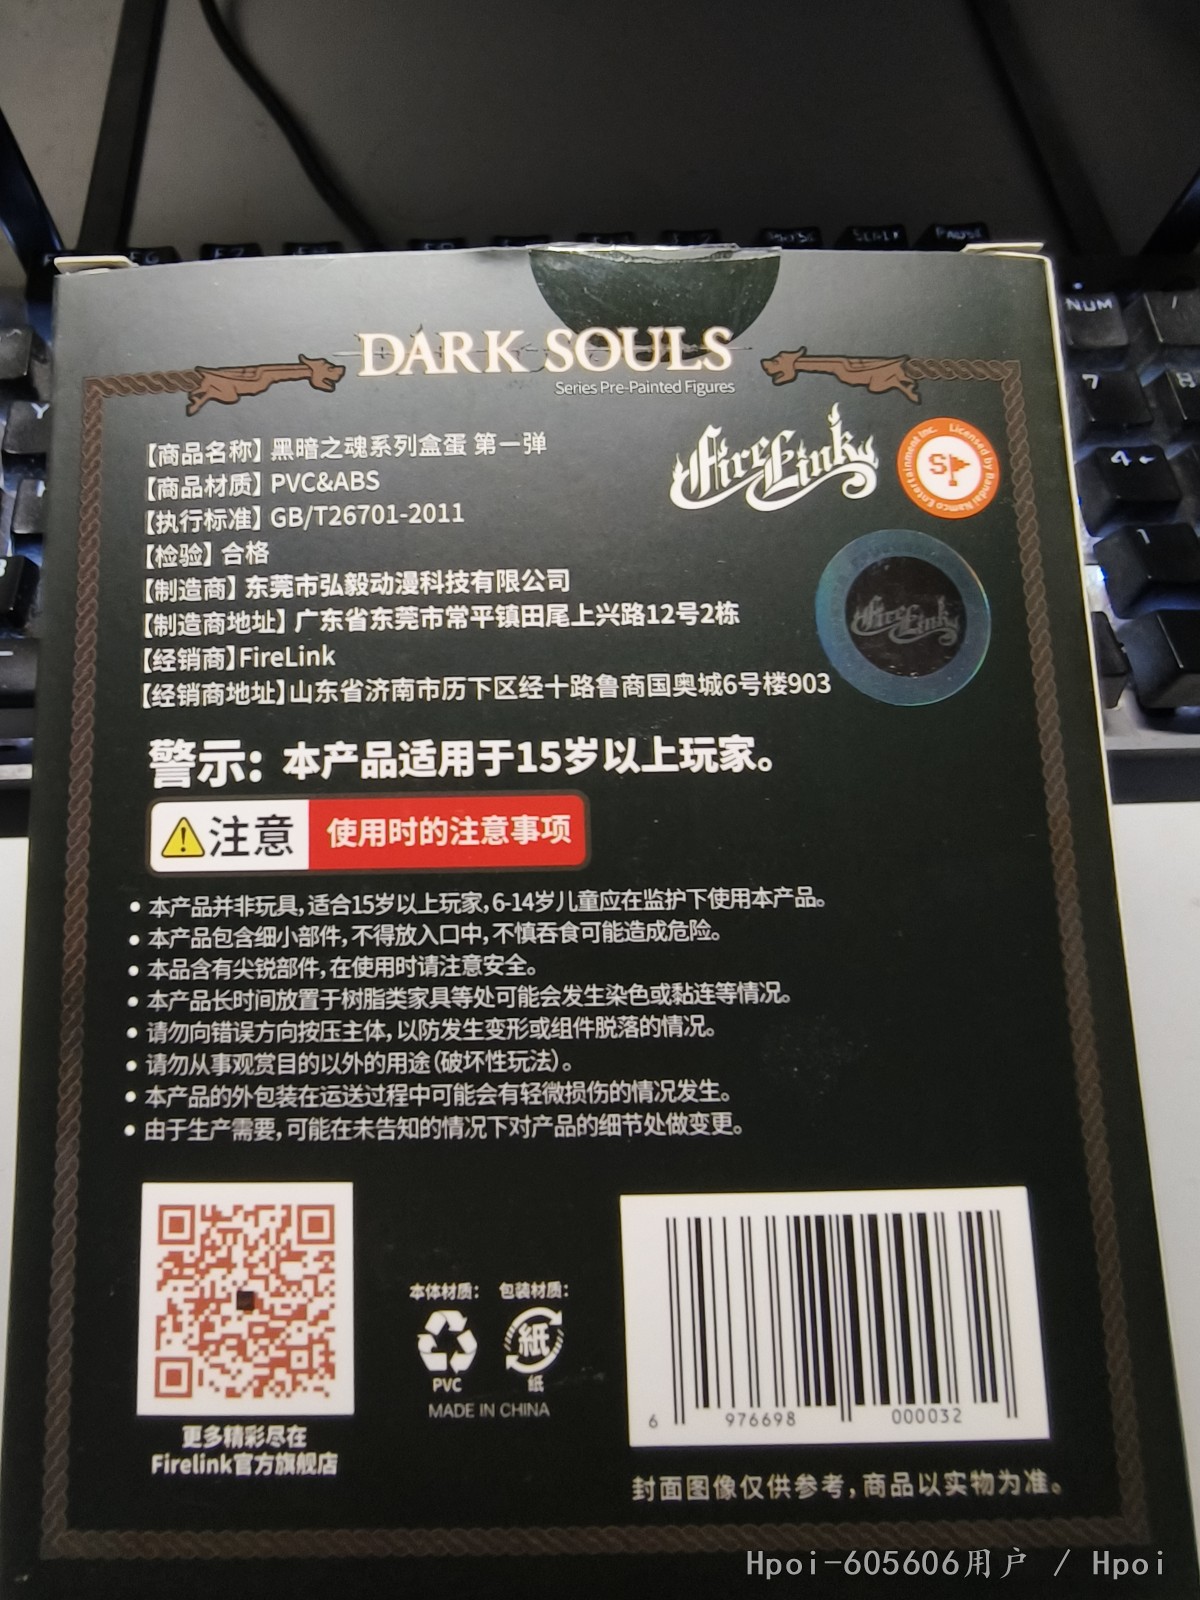 DARK SOULS
Series Pre-Painted Figures
【商品名称】黑暗之魂系列盒蛋 第一弹
【商品材质】PVC&ABS
【执行标准】GB/T26701-2011
【检验】合格
【制造商】东莞市弘毅动漫科技有限公司
【制造商地址】广东省东莞市常平镇田尾上兴路12号2栋
【经销商】FireLink
【经销商地址】山东省济南市历下区经十路鲁商国奥城6号楼903
FireLink
Licensed by Bandai Namco Entertainment Inc.
FireLink
警示: 本产品适用于15岁以上玩家。
注意 使用时的注意事项
• 本产品并非玩具,适合15岁以上玩家,6-14岁儿童应在监护下使用本产品。
• 本产品包含细小部件,不得放入口中,不慎吞食可能造成危险。
• 本品含有尖锐部件,在使用时请注意安全。
• 本产品长时间放置于树脂类家具等处可能会发生染色或黏连等情况。
• 请勿向错误方向按压主体,以防发生变形或组件脱落的情况。
• 请勿从事观赏目的以外的用途(破坏性玩法)。
• 本产品的外包装在运送过程中可能会有轻微损伤的情况发生。
• 由于生产需要,可能在未告知的情况下对产品的细节处做变更。
更多精彩尽在
Firelink官方旗舰店
本体材质: 包装材质:
紙
PVC 纸
MADE IN CHINA
6 976698 000032
封面图像仅供参考,商品以实物为准。
NUM
7
8
4
1
Hpoi-605606用户 / Hpoi